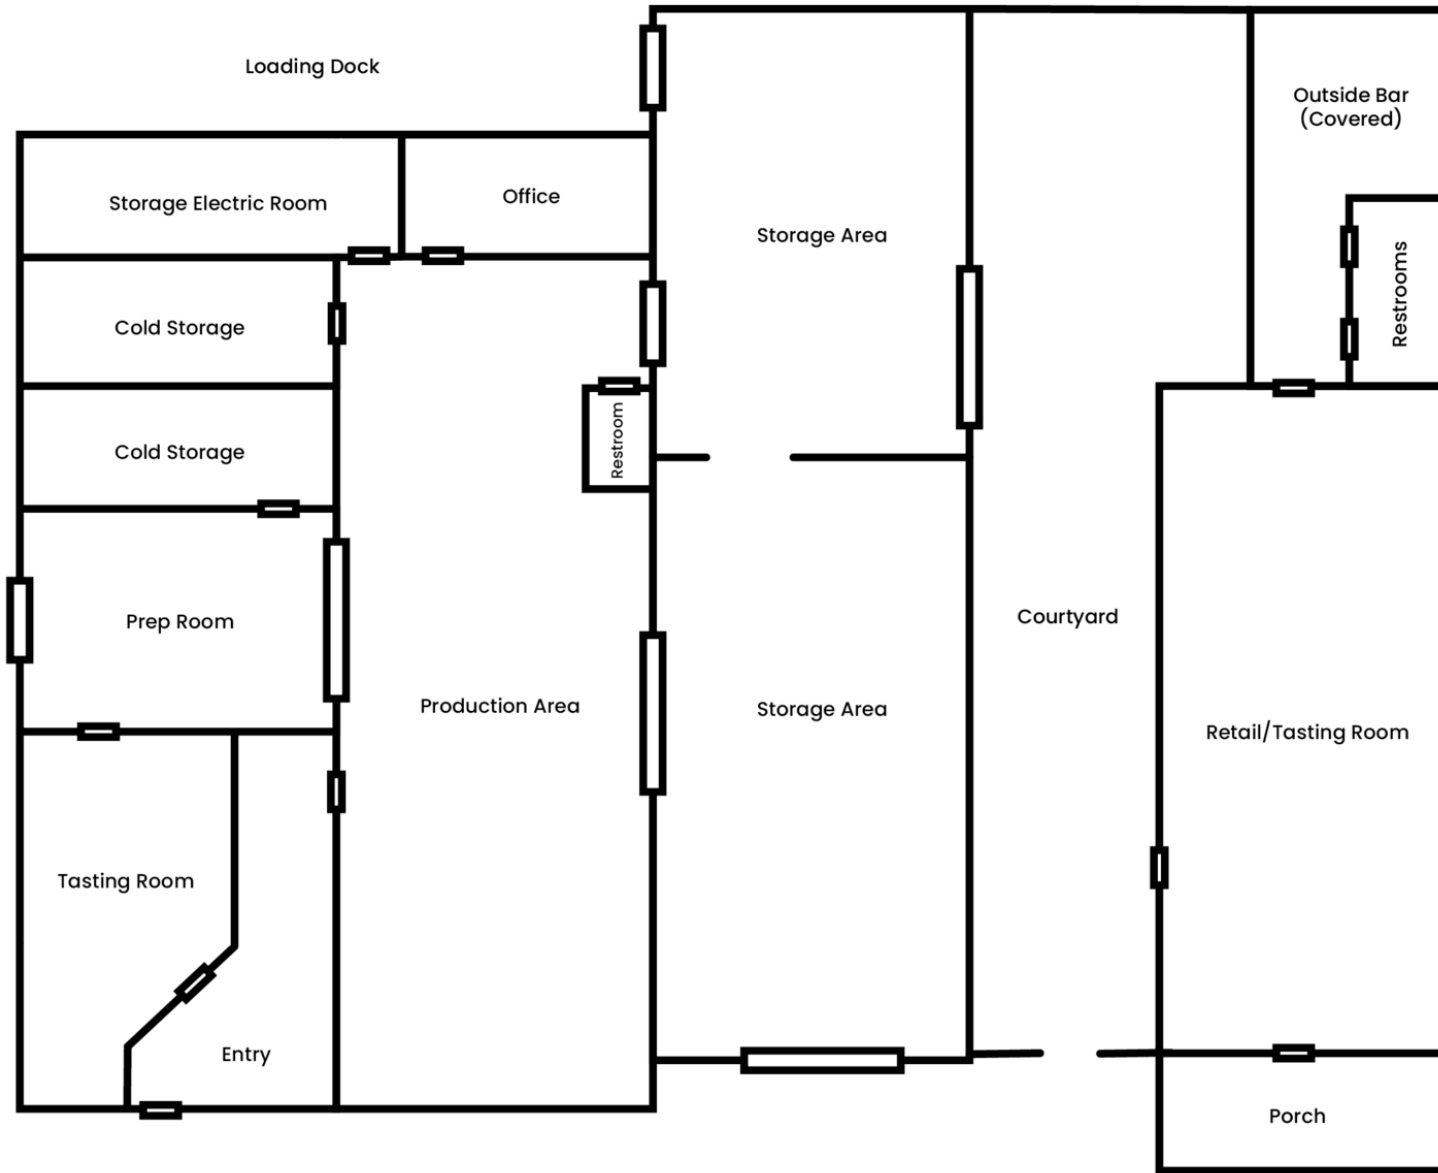 Loading Dock
Outside Bar
(Covered)
Storage Electric Room
Office
Storage Area
Restrooms
Cold Storage
Restroom
Cold Storage
Prep Room
Courtyard
Production Area
Storage Area
Retail/Tasting Room
Tasting Room
Entry
Porch